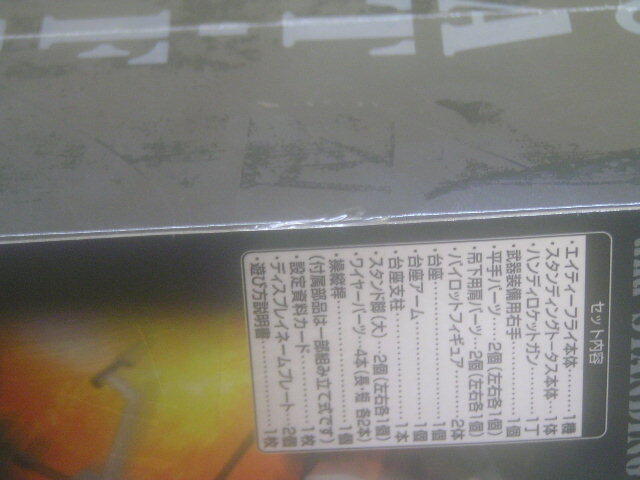 セット内容
・エイティーフライ本体………1機
・スタンディングトータス本体…1体
・ハンディロケットガン………1丁
・武器装備用右手………1個
・平手パーツ…2個(左右各1個)
・吊下用肩パーツ…2個(左右各1個)
・パイロットフィギュア………2体
・台座………1個
・台座アーム………1個
・台座支柱………1本
・スタンド脚(大)…2個(左右各1個)
・ワイヤーパーツ…4本(長・短 各2本)
・操縦桿………1個
(付属部品は一部組み立て式です)
・設定資料カード………1枚
・ディスプレイネームプレート…2個
・遊び方説明書………1枚
STANDING